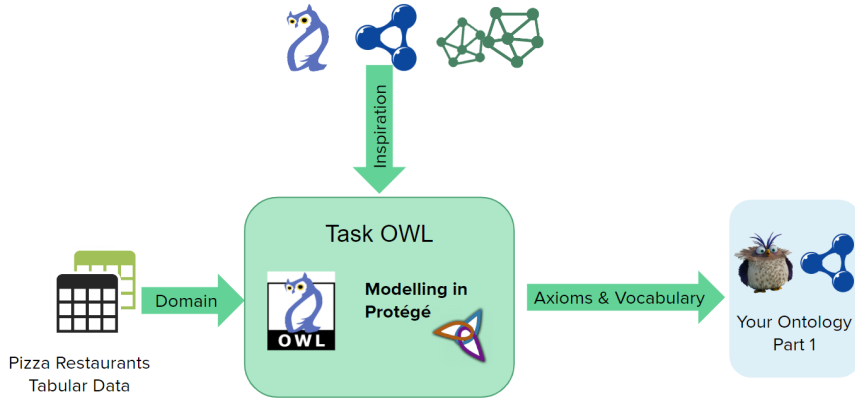 Inspiration
Task OWL
Modelling in
Protégé
OWL
Domain
Pizza Restaurants
Tabular Data
Axioms & Vocabulary
Your Ontology
Part 1